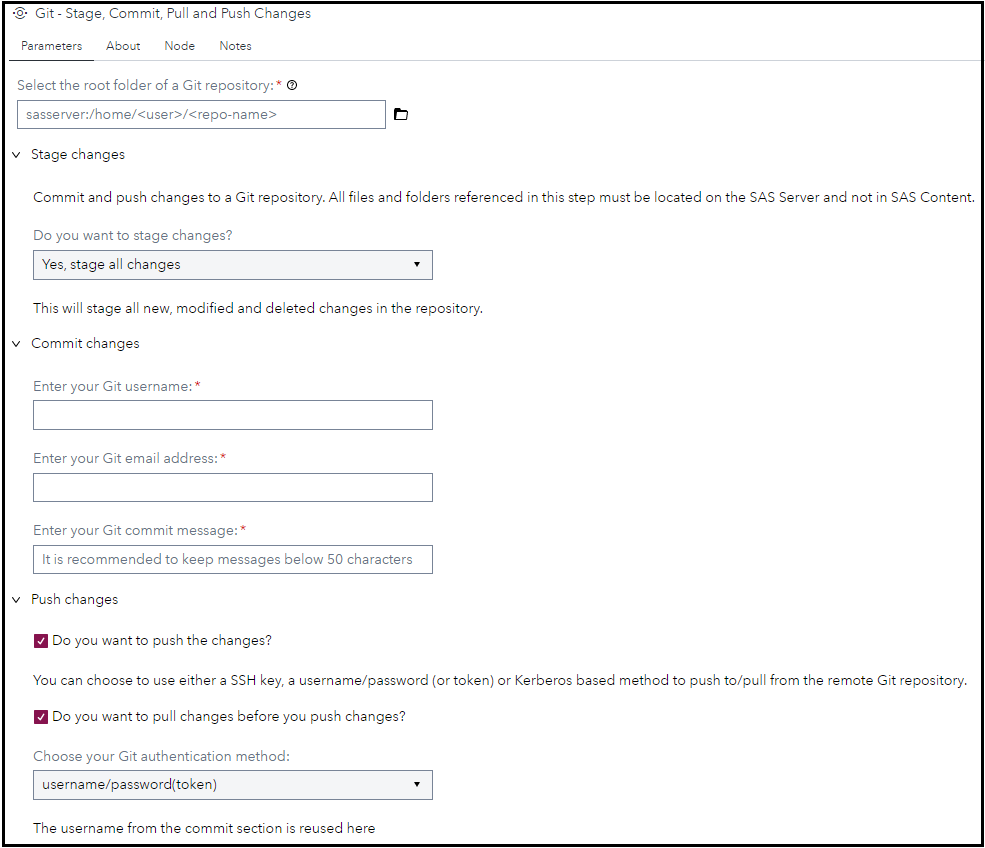 Git - Stage, Commit, Pull and Push Changes
Parameters About Node Notes
Select the root folder of a Git repository:*
sasserver:/home/<user>/<repo-name>
Stage changes
Commit and push changes to a Git repository. All files and folders referenced in this step must be located on the SAS Server and not in SAS Content.
Do you want to stage changes?
Yes, stage all changes
This will stage all new, modified and deleted changes in the repository.
Commit changes
Enter your Git username:*
Enter your Git email address:*
Enter your Git commit message:*
It is recommended to keep messages below 50 characters
Push changes
Do you want to push the changes?
You can choose to use either a SSH key, a username/password (or token) or Kerberos based method to push to/pull from the remote Git repository.
Do you want to pull changes before you push changes?
Choose your Git authentication method:
username/password(token)
The username from the commit section is reused here